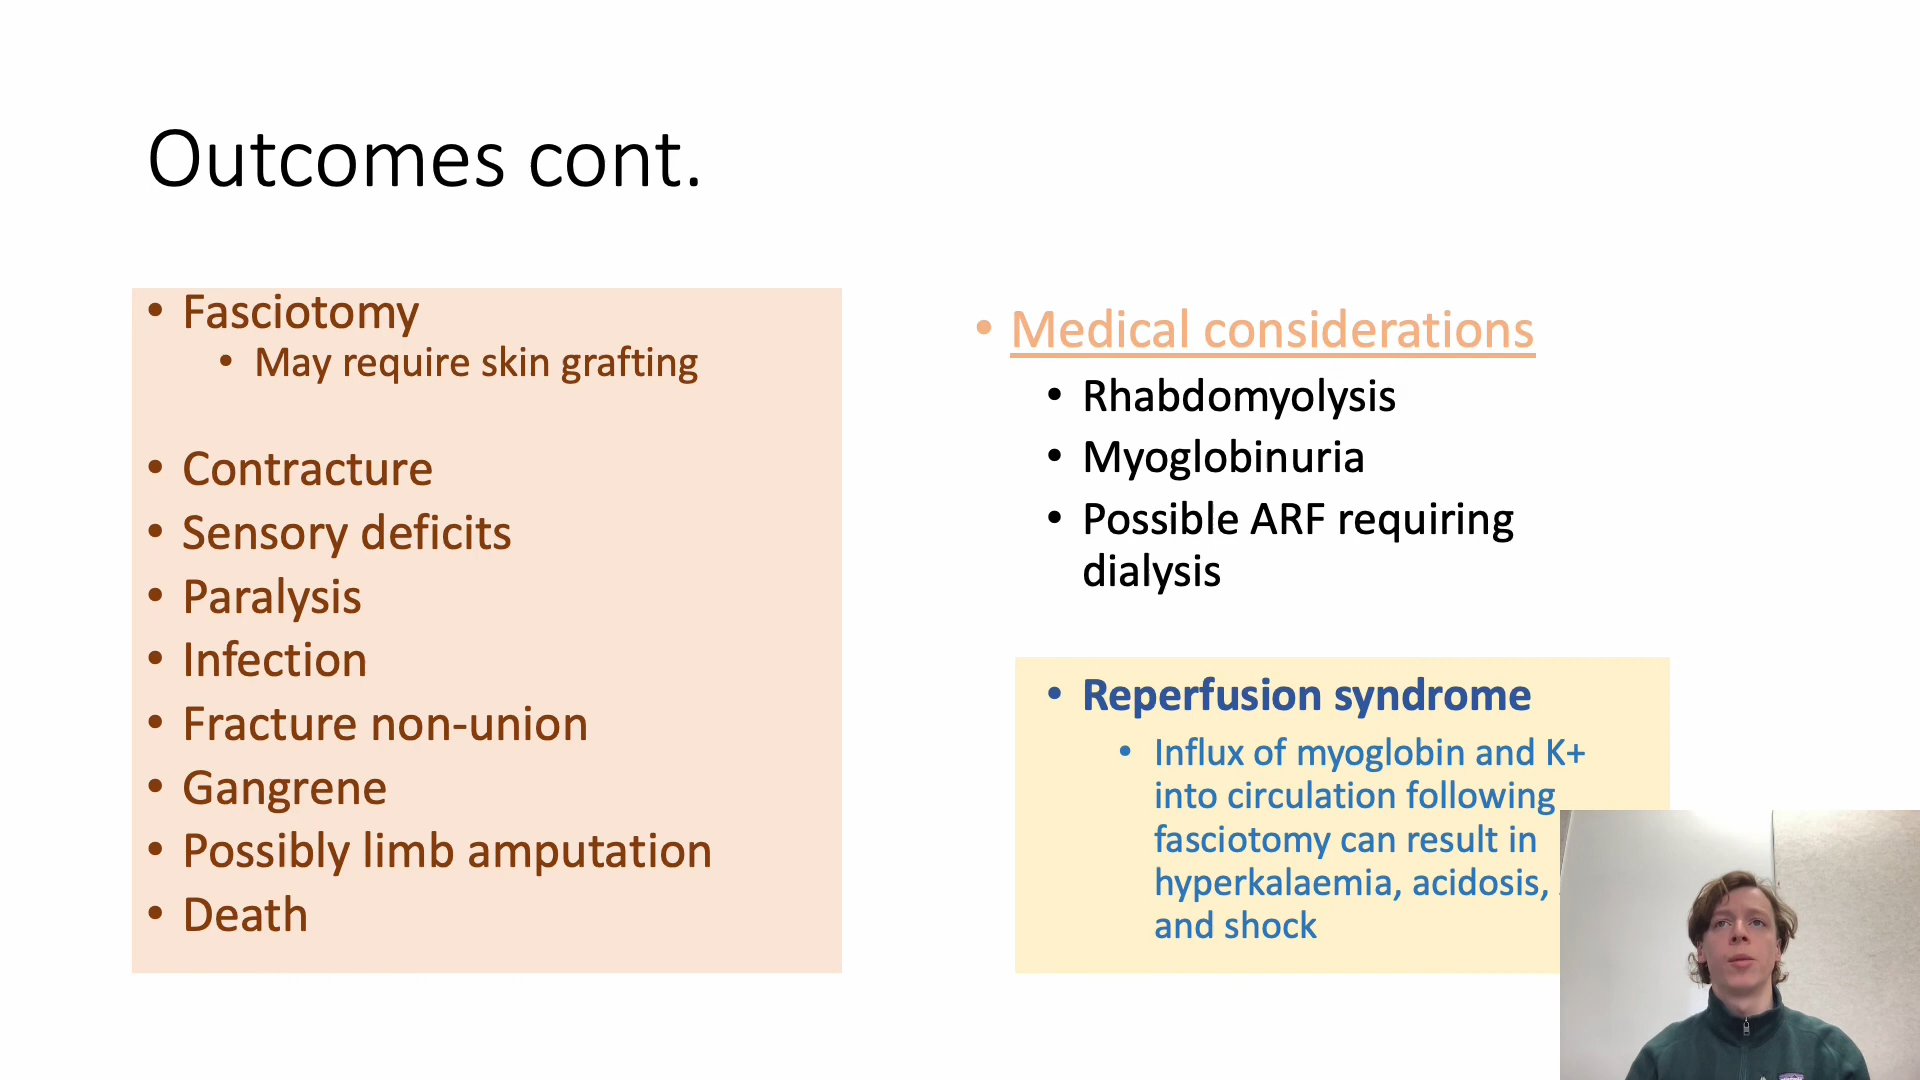 Outcomes cont.
• Fasciotomy
• May require skin grafting
• Contracture
• Sensory deficits
• Paralysis
• Infection
• Fracture non-union
• Gangrene
• Possibly limb amputation
• Death
• Medical considerations
• Rhabdomyolysis
• Myoglobinuria
• Possible ARF requiring
dialysis
• Reperfusion syndrome
• Influx of myoglobin and K+
into circulation following
fasciotomy can result in
hyperkalaemia, acidosis,
and shock